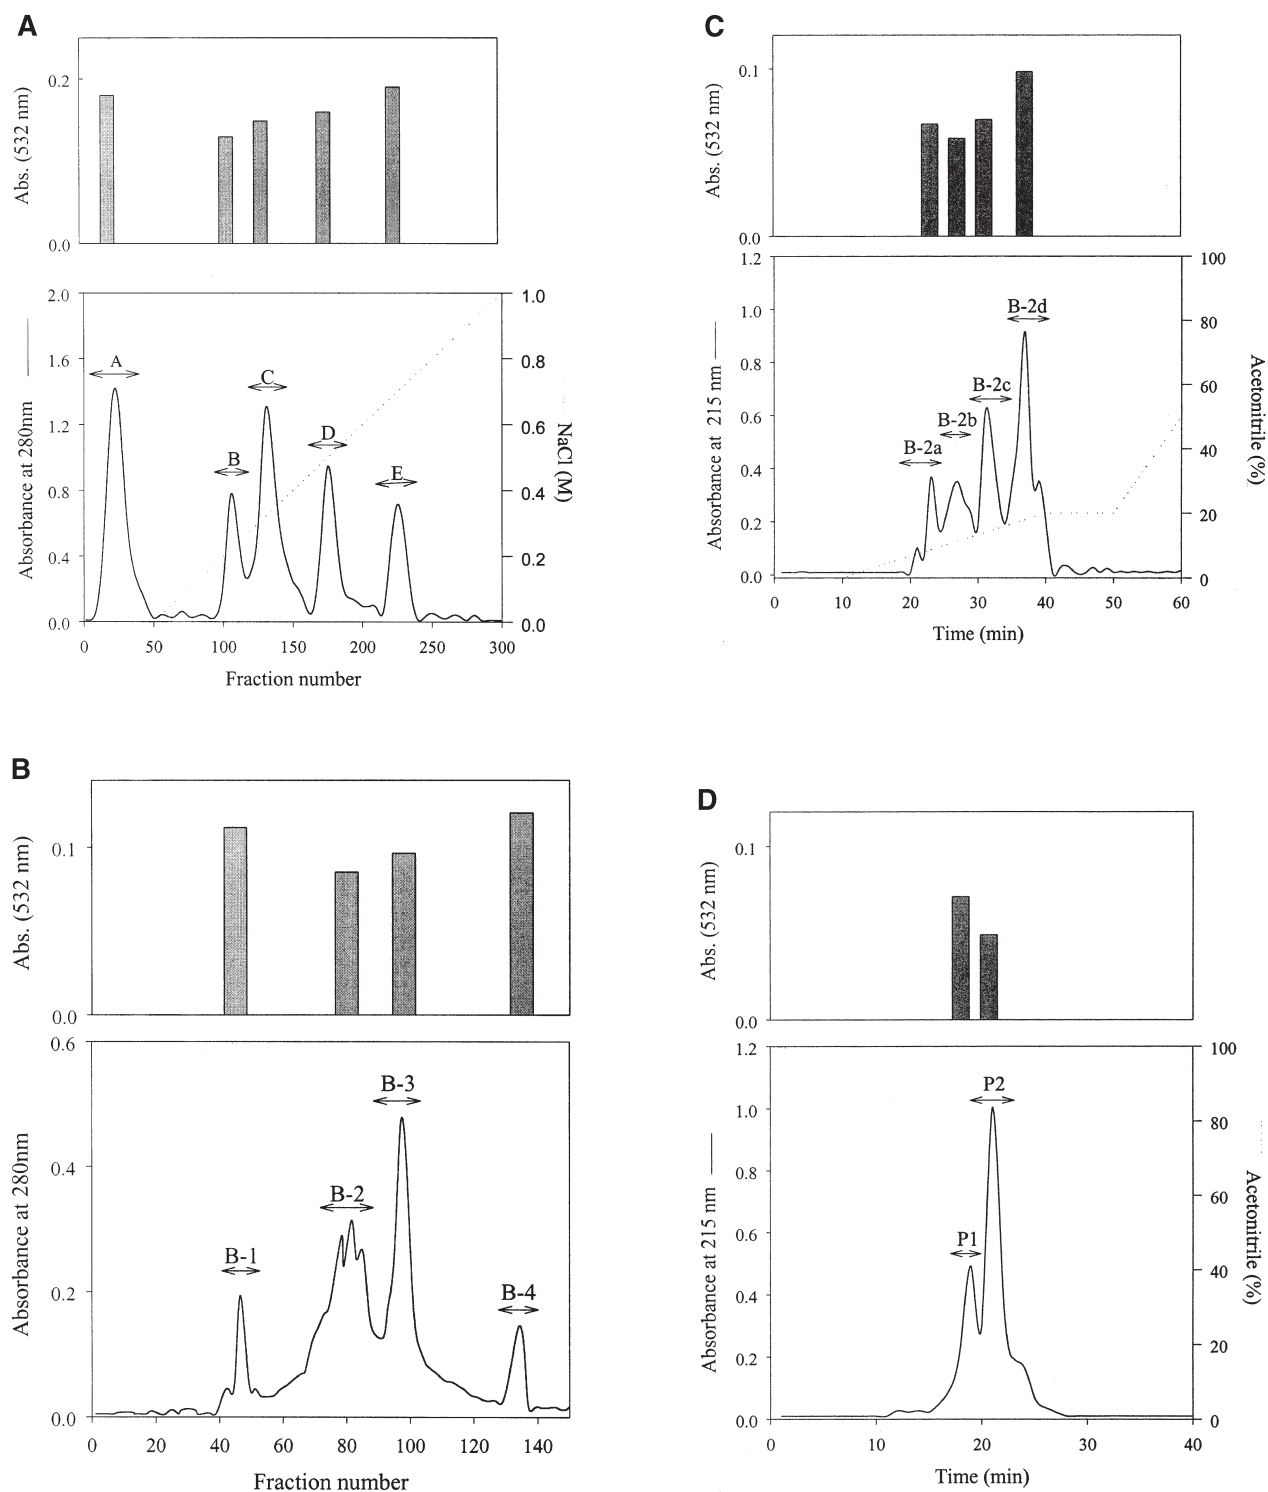 A
Abs. (532 nm)
0.2
0.0
2.0
1.6
1.2
0.8
0.4
0.0
Absorbance at 280nm
A
B
C
D
E
1.0
0.8
0.6
0.4
0.2
0.0
NaCl (M)
0 50 100 150 200 250 300
Fraction number
C
Abs. (532 nm)
0.1
0.0
1.2
1.0
0.8
0.6
0.4
0.2
0.0
Absorbance at 215 nm
B-2a
B-2b
B-2c
B-2d
100
80
60
40
20
0
Acetonitrile (%)
0 10 20 30 40 50 60
Time (min)
B
Abs. (532 nm)
0.1
0.0
0.6
0.4
0.2
0.0
Absorbance at 280nm
B-1
B-2
B-3
B-4
0 20 40 60 80 100 120 140
Fraction number
D
Abs. (532 nm)
0.1
0.0
1.2
1.0
0.8
0.6
0.4
0.2
0.0
Absorbance at 215 nm
P1
P2
100
80
60
40
20
0
Acetonitrile (%)
0 10 20 30 40
Time (min)